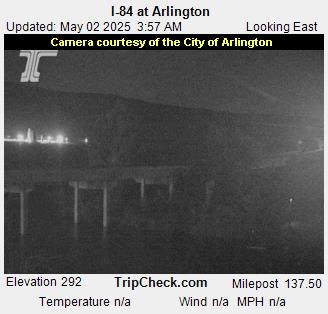 I-84 at Arlington
Updated: May 02 2025 3:57 AM Looking East
Camera courtesy of the City of Arlington
Elevation 292 TripCheck.com Milepost 137.50
Temperature n/a Wind n/a MPH n/a